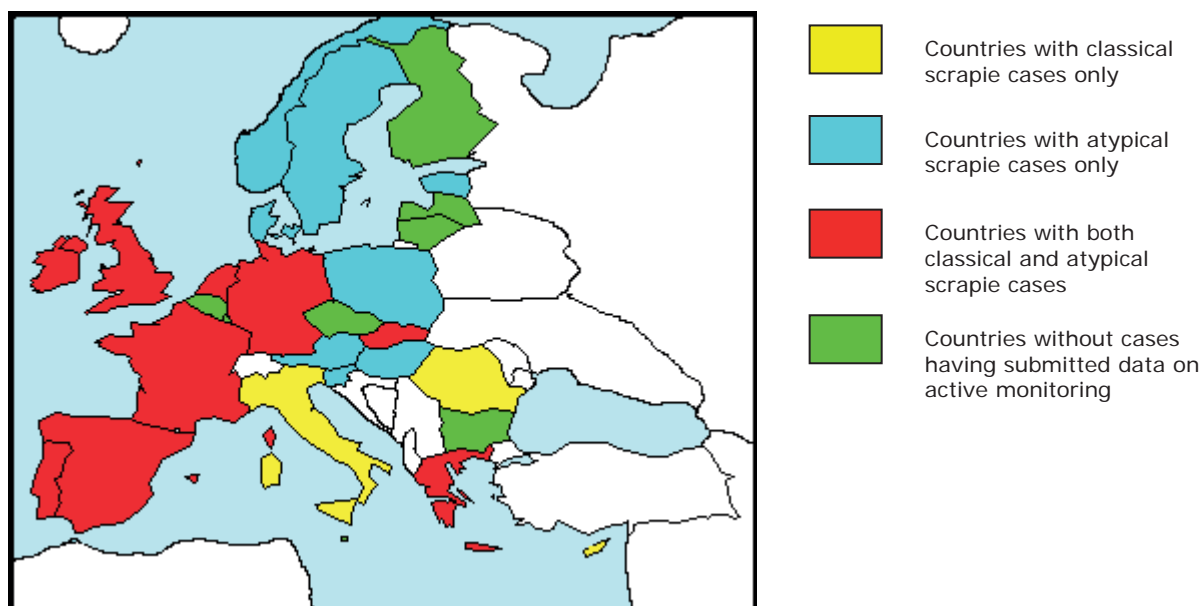 Countries with classical
scrapie cases only
Countries with atypical
scrapie cases only
Countries with both
classical and atypical
scrapie cases
Countries without cases
having submitted data on
active monitoring